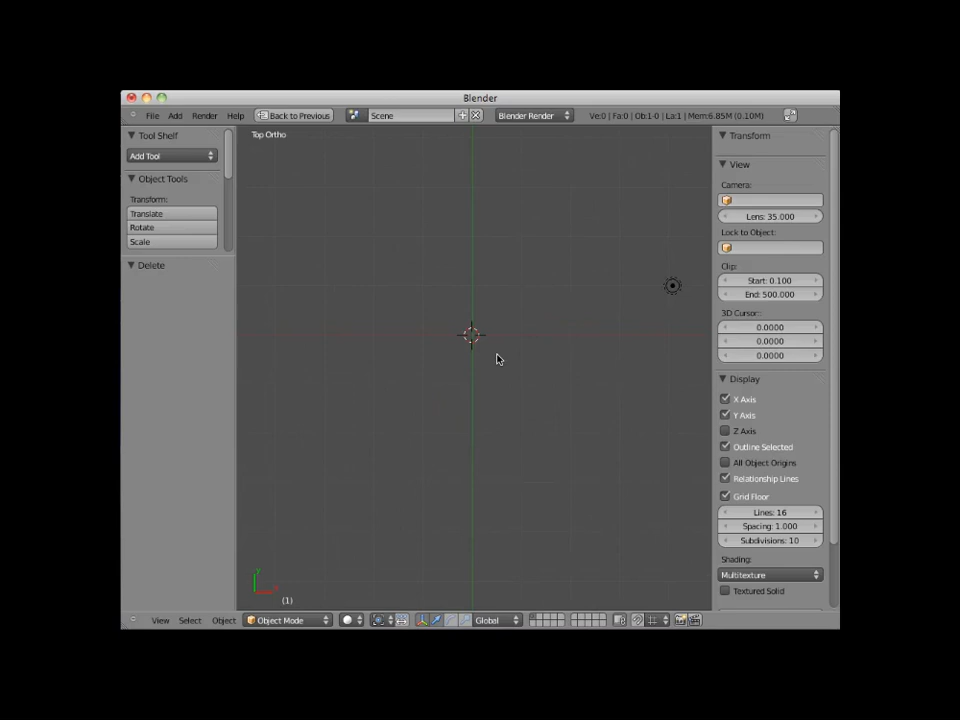 Blender
File Add Render Help Back to Previous Scene Blender Render Ve:0 | Fa:0 | Ob:1-0 | La:1 | Mem:6.85M (0.10M)
Tool Shelf
Add Tool
Object Tools
Transform:
Translate
Rotate
Scale
Delete
Top Ortho
y
x
(1)
Transform
View
Camera:
Lens: 35.000
Lock to Object:
Clip:
Start: 0.100
End: 500.000
3D Cursor:
0.0000
0.0000
0.0000
Display
X Axis
Y Axis
Z Axis
Outline Selected
All Object Origins
Relationship Lines
Grid Floor
Lines: 16
Spacing: 1.000
Subdivisions: 10
Shading:
Multitexture
Textured Solid
View Select Object Object Mode Global